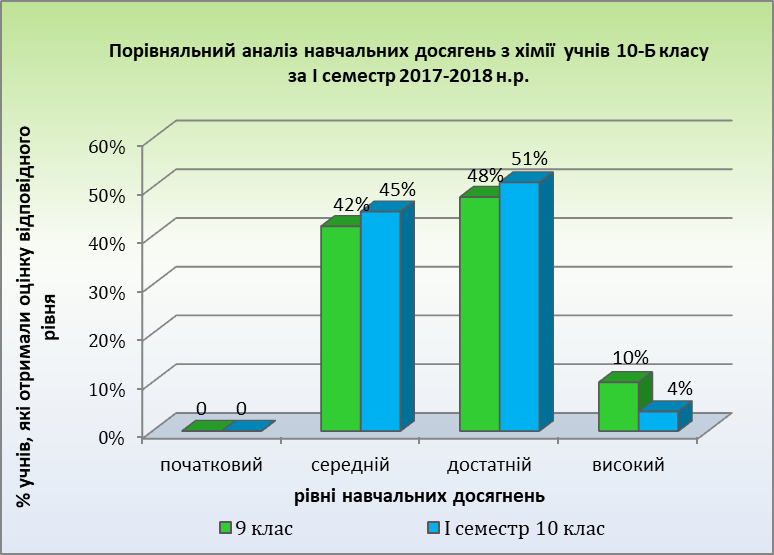 Порівняльний аналіз навчальних досягень з хімії учнів 10-Б класу
за І семестр 2017-2018 н.р.
% учнів, які отримали оцінку відповідного
рівня
60%
50%
40%
30%
20%
10%
0%
0
0
42%
45%
48%
51%
10%
4%
початковий
середній
достатній
високий
рівні навчальних досягнень
9 клас
І семестр 10 клас